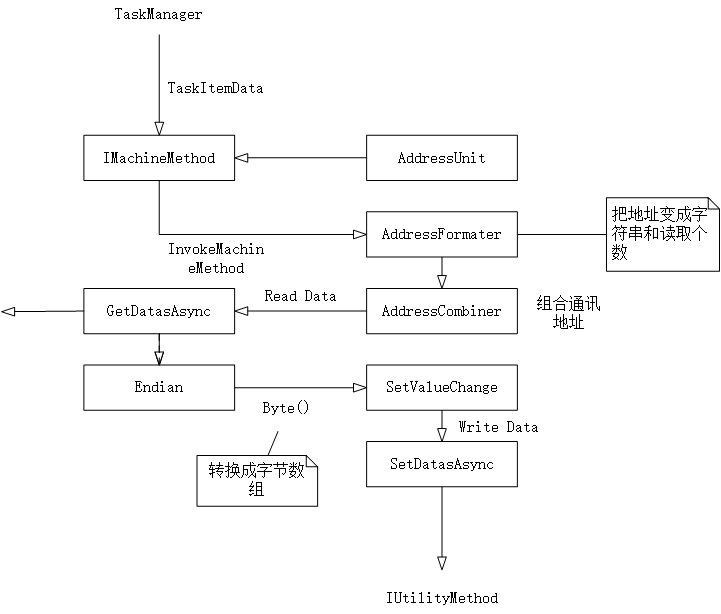 TaskManager
TaskItemData
IMachineMethod
AddressUnit
AddressFormater
把地址变成字
符串和读取个
数
InvokeMachin
eMethod
Read Data
GetDatasAsync
AddressCombiner
组合通讯
地址
Endian
SetValueChange
Byte()
Write Data
转换成字节数
组
SetDatasAsync
IUtilityMethod